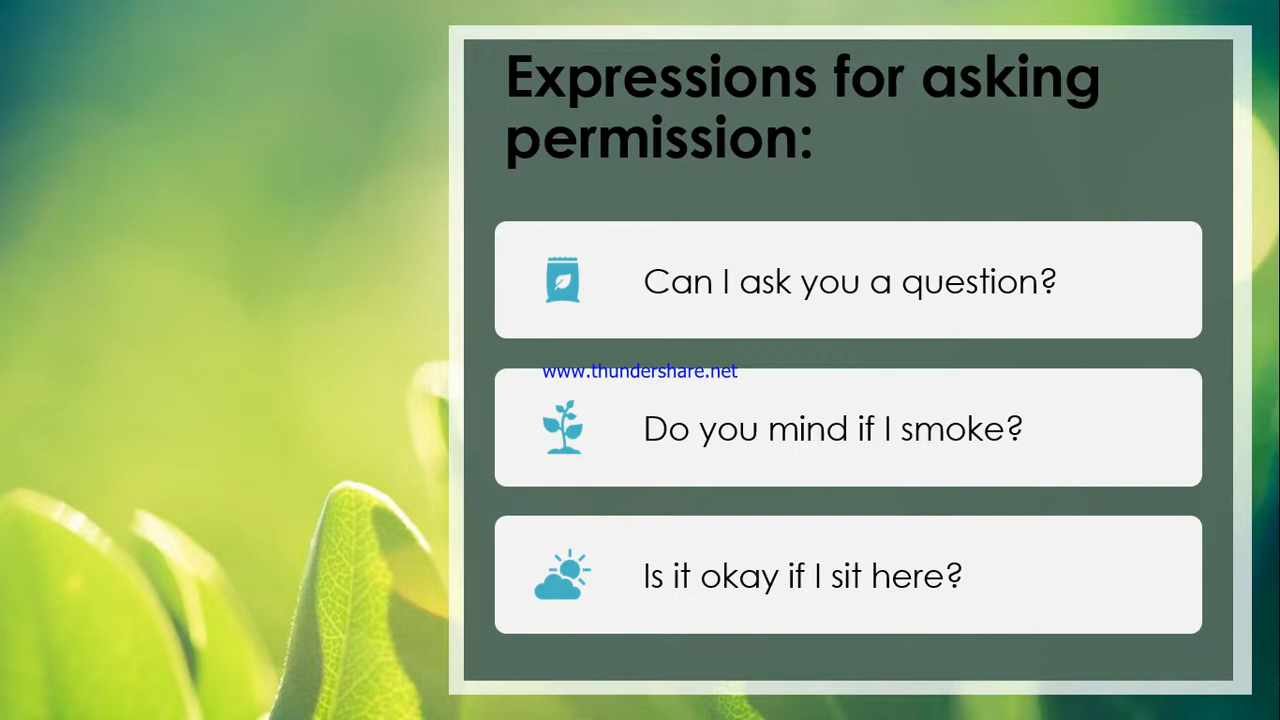 Expressions for asking
permission:
Can I ask you a question?
www.thundershare.net
Do you mind if I smoke?
Is it okay if I sit here?